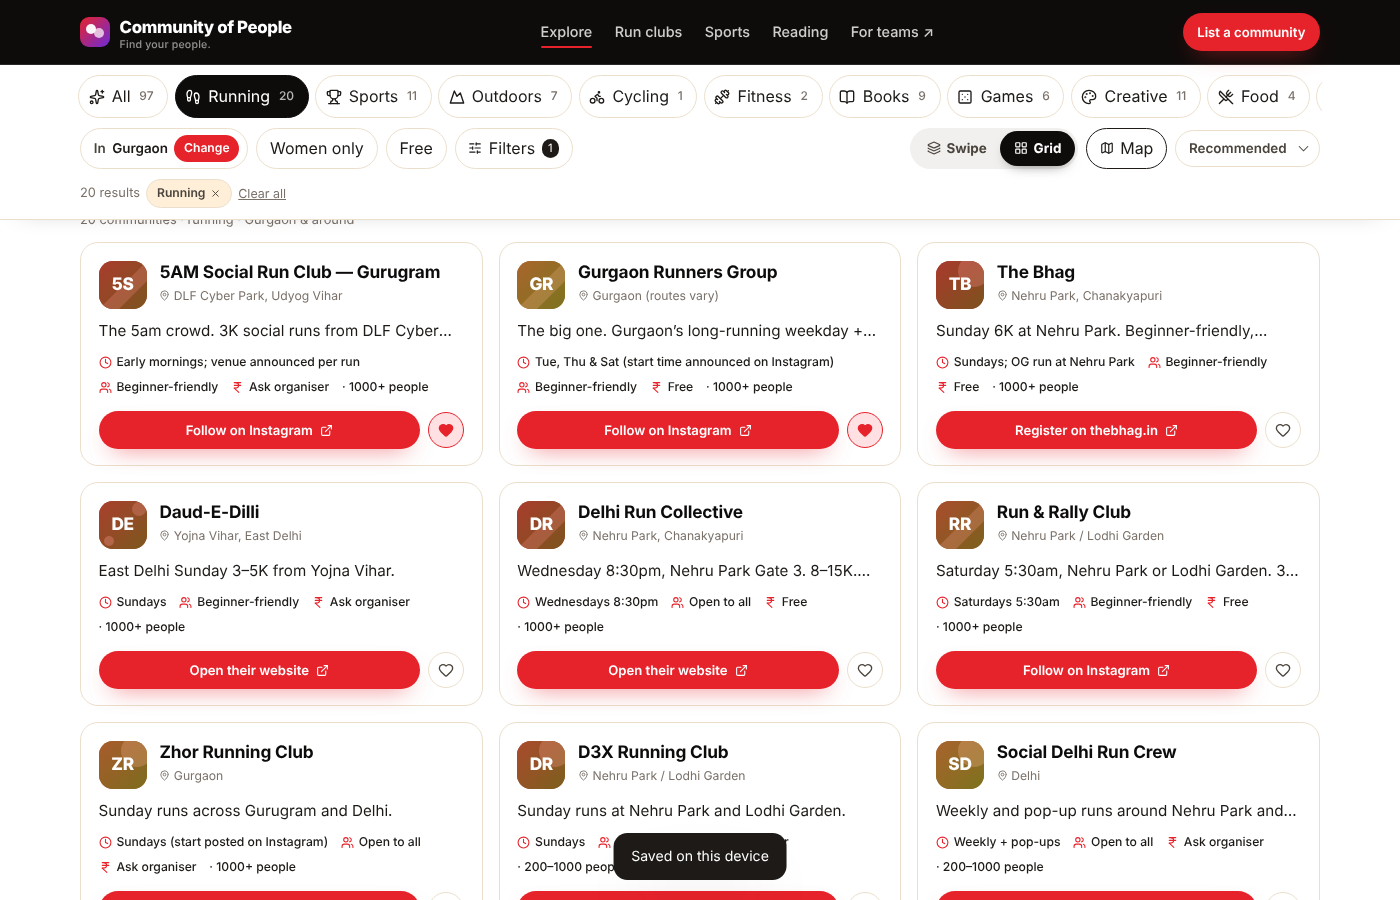 Community of People
Find your people.
Explore Run clubs Sports Reading For teams ↗
List a community
All 97 Running 20 Sports 11 Outdoors 7 Cycling 1 Fitness 2 Books 9 Games 6 Creative 11 Food 4
In Gurgaon Change Women only Free Filters 1 Swipe Grid Map Recommended
20 results Running × Clear all
20 communities · running · Gurgaon & around
5S 5AM Social Run Club — Gurugram
DLF Cyber Park, Udyog Vihar
The 5am crowd. 3K social runs from DLF Cyber…
Early mornings; venue announced per run
Beginner-friendly ₹ Ask organiser · 1000+ people
Follow on Instagram
GR Gurgaon Runners Group
Gurgaon (routes vary)
The big one. Gurgaon’s long-running weekday +…
Tue, Thu & Sat (start time announced on Instagram)
Beginner-friendly ₹ Free · 1000+ people
Follow on Instagram
TB The Bhag
Nehru Park, Chanakyapuri
Sunday 6K at Nehru Park. Beginner-friendly,…
Sundays; OG run at Nehru Park Beginner-friendly
₹ Free · 1000+ people
Register on thebhag.in
DE Daud-E-Dilli
Yojna Vihar, East Delhi
East Delhi Sunday 3–5K from Yojna Vihar.
Sundays Beginner-friendly ₹ Ask organiser
· 1000+ people
Open their website
DR Delhi Run Collective
Nehru Park, Chanakyapuri
Wednesday 8:30pm, Nehru Park Gate 3. 8–15K.…
Wednesdays 8:30pm Open to all ₹ Free
· 1000+ people
Open their website
RR Run & Rally Club
Nehru Park / Lodhi Garden
Saturday 5:30am, Nehru Park or Lodhi Garden. 3…
Saturdays 5:30am Beginner-friendly ₹ Free
· 1000+ people
Follow on Instagram
ZR Zhor Running Club
Gurgaon
Sunday runs across Gurugram and Delhi.
Sundays (start posted on Instagram) Open to all
₹ Ask organiser · 1000+ people
DR D3X Running Club
Nehru Park / Lodhi Garden
Sunday runs at Nehru Park and Lodhi Garden.
Sundays
· 200–1000 peop
SD Social Delhi Run Crew
Delhi
Weekly and pop-up runs around Nehru Park and…
Weekly + pop-ups Open to all ₹ Ask organiser
· 200–1000 people
Saved on this device